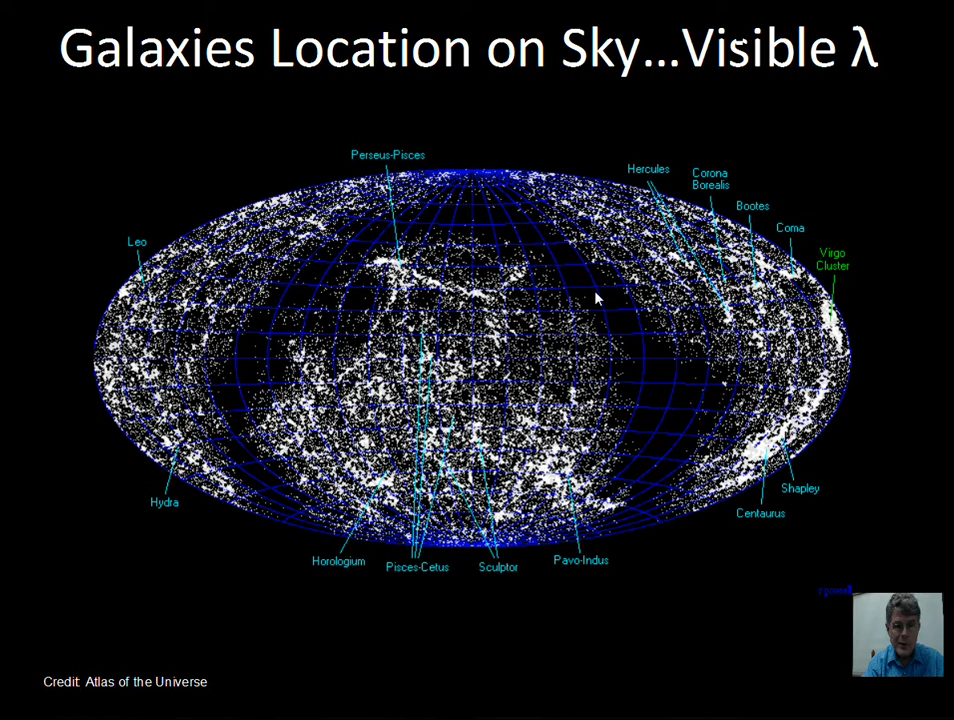 Galaxies Location on Sky...Visible λ
Perseus-Pisces
Hercules
Corona
Borealis
Bootes
Coma
Virgo
Cluster
Leo
Hydra
Shapley
Centaurus
Horologium
Pisces-Cetus
Sculptor
Pavo-Indus
rpowell
Credit: Atlas of the Universe